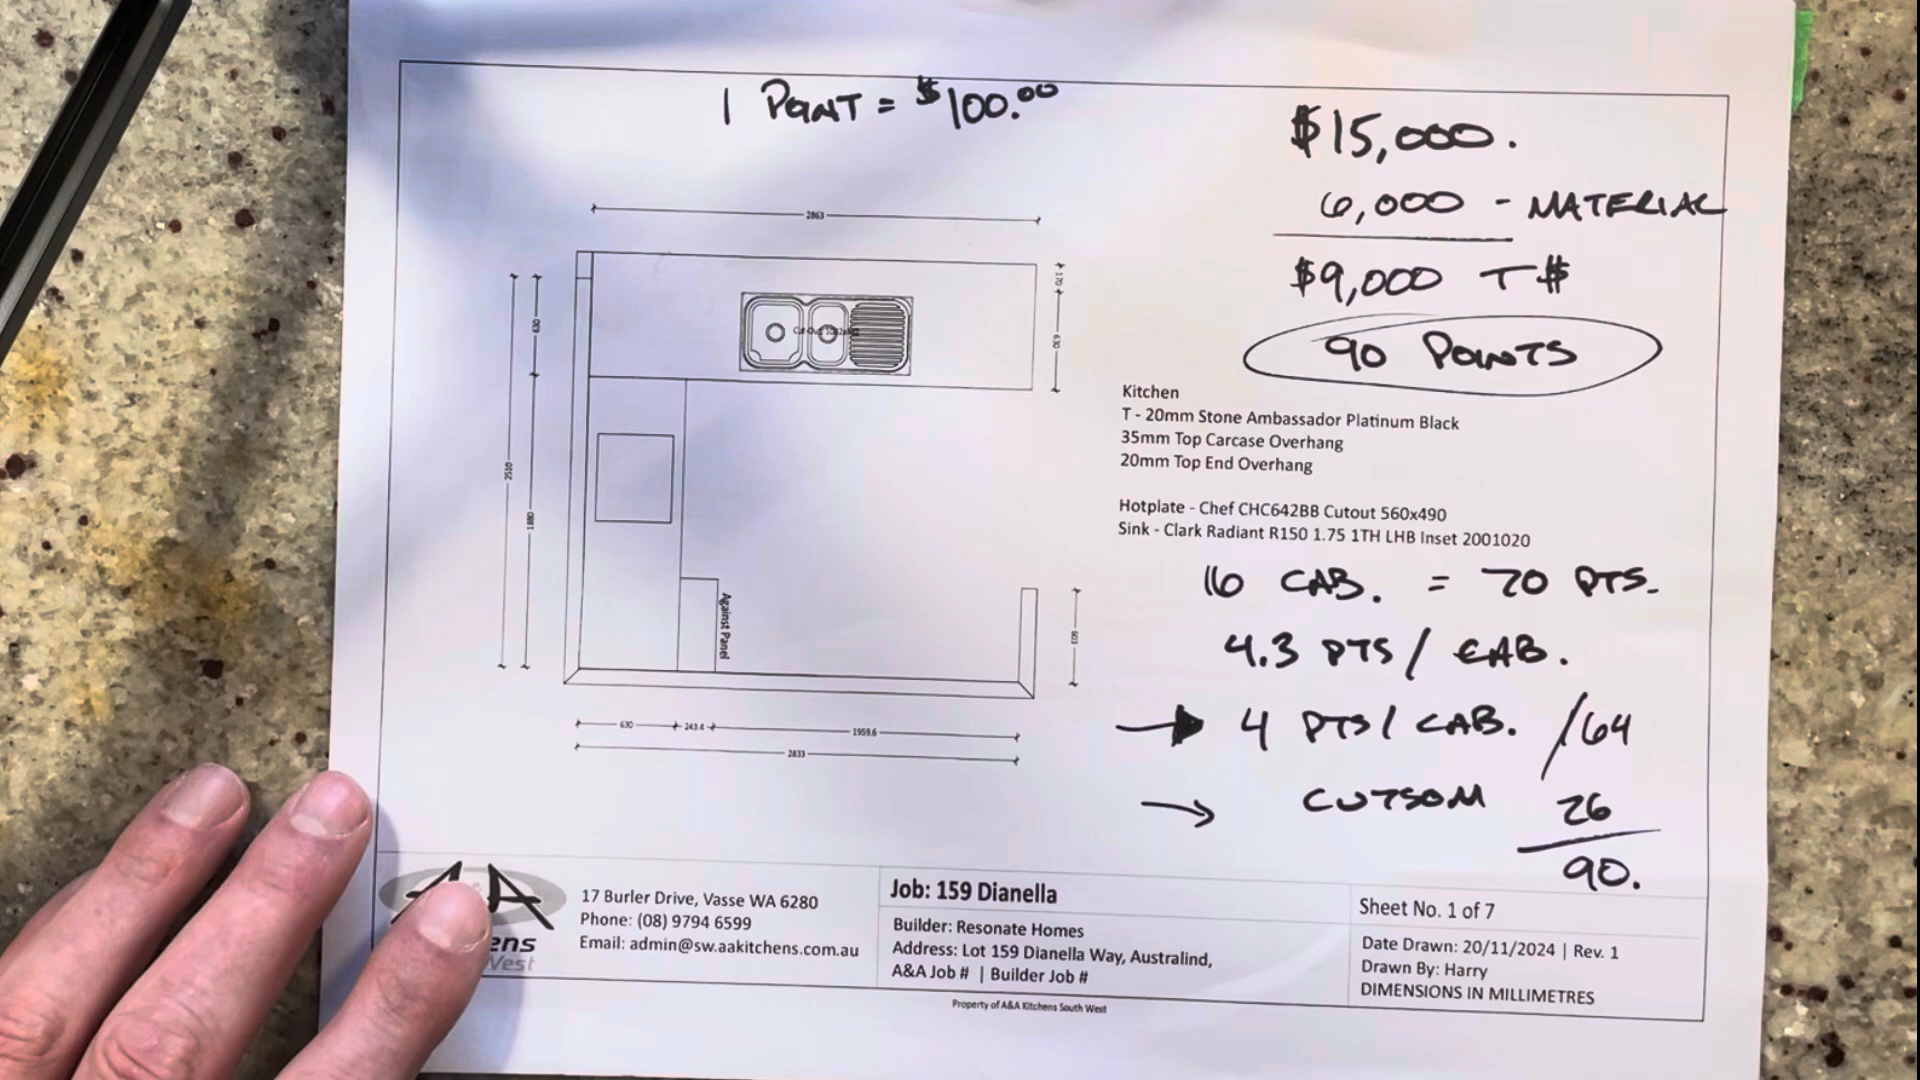 1 POINT = $100.00
$15,000.
6,000 - MATERIAL
$9,000 T$
90 POINTS
2863
170
630
630
2510
1880
Against Panel
603
630
243.4
1959.6
2833
Kitchen
T - 20mm Stone Ambassador Platinum Black
35mm Top Carcase Overhang
20mm Top End Overhang
Hotplate - Chef CHC642BB Cutout 560x490
Sink - Clark Radiant R150 1.75 1TH LHB Inset 2001020
16 CAB. = 70 PTS.
4.3 PTS / CAB.
→ 4 PTS / CAB. /64
→ CUTSOM 26
90.
A&A
ens
West
17 Burler Drive, Vasse WA 6280
Phone: (08) 9794 6599
Email: admin@sw.aakitchens.com.au
Job: 159 Dianella
Builder: Resonate Homes
Address: Lot 159 Dianella Way, Australind,
A&A Job # | Builder Job #
Sheet No. 1 of 7
Date Drawn: 20/11/2024 | Rev. 1
Drawn By: Harry
DIMENSIONS IN MILLIMETRES
Property of A&A Kitchens South West